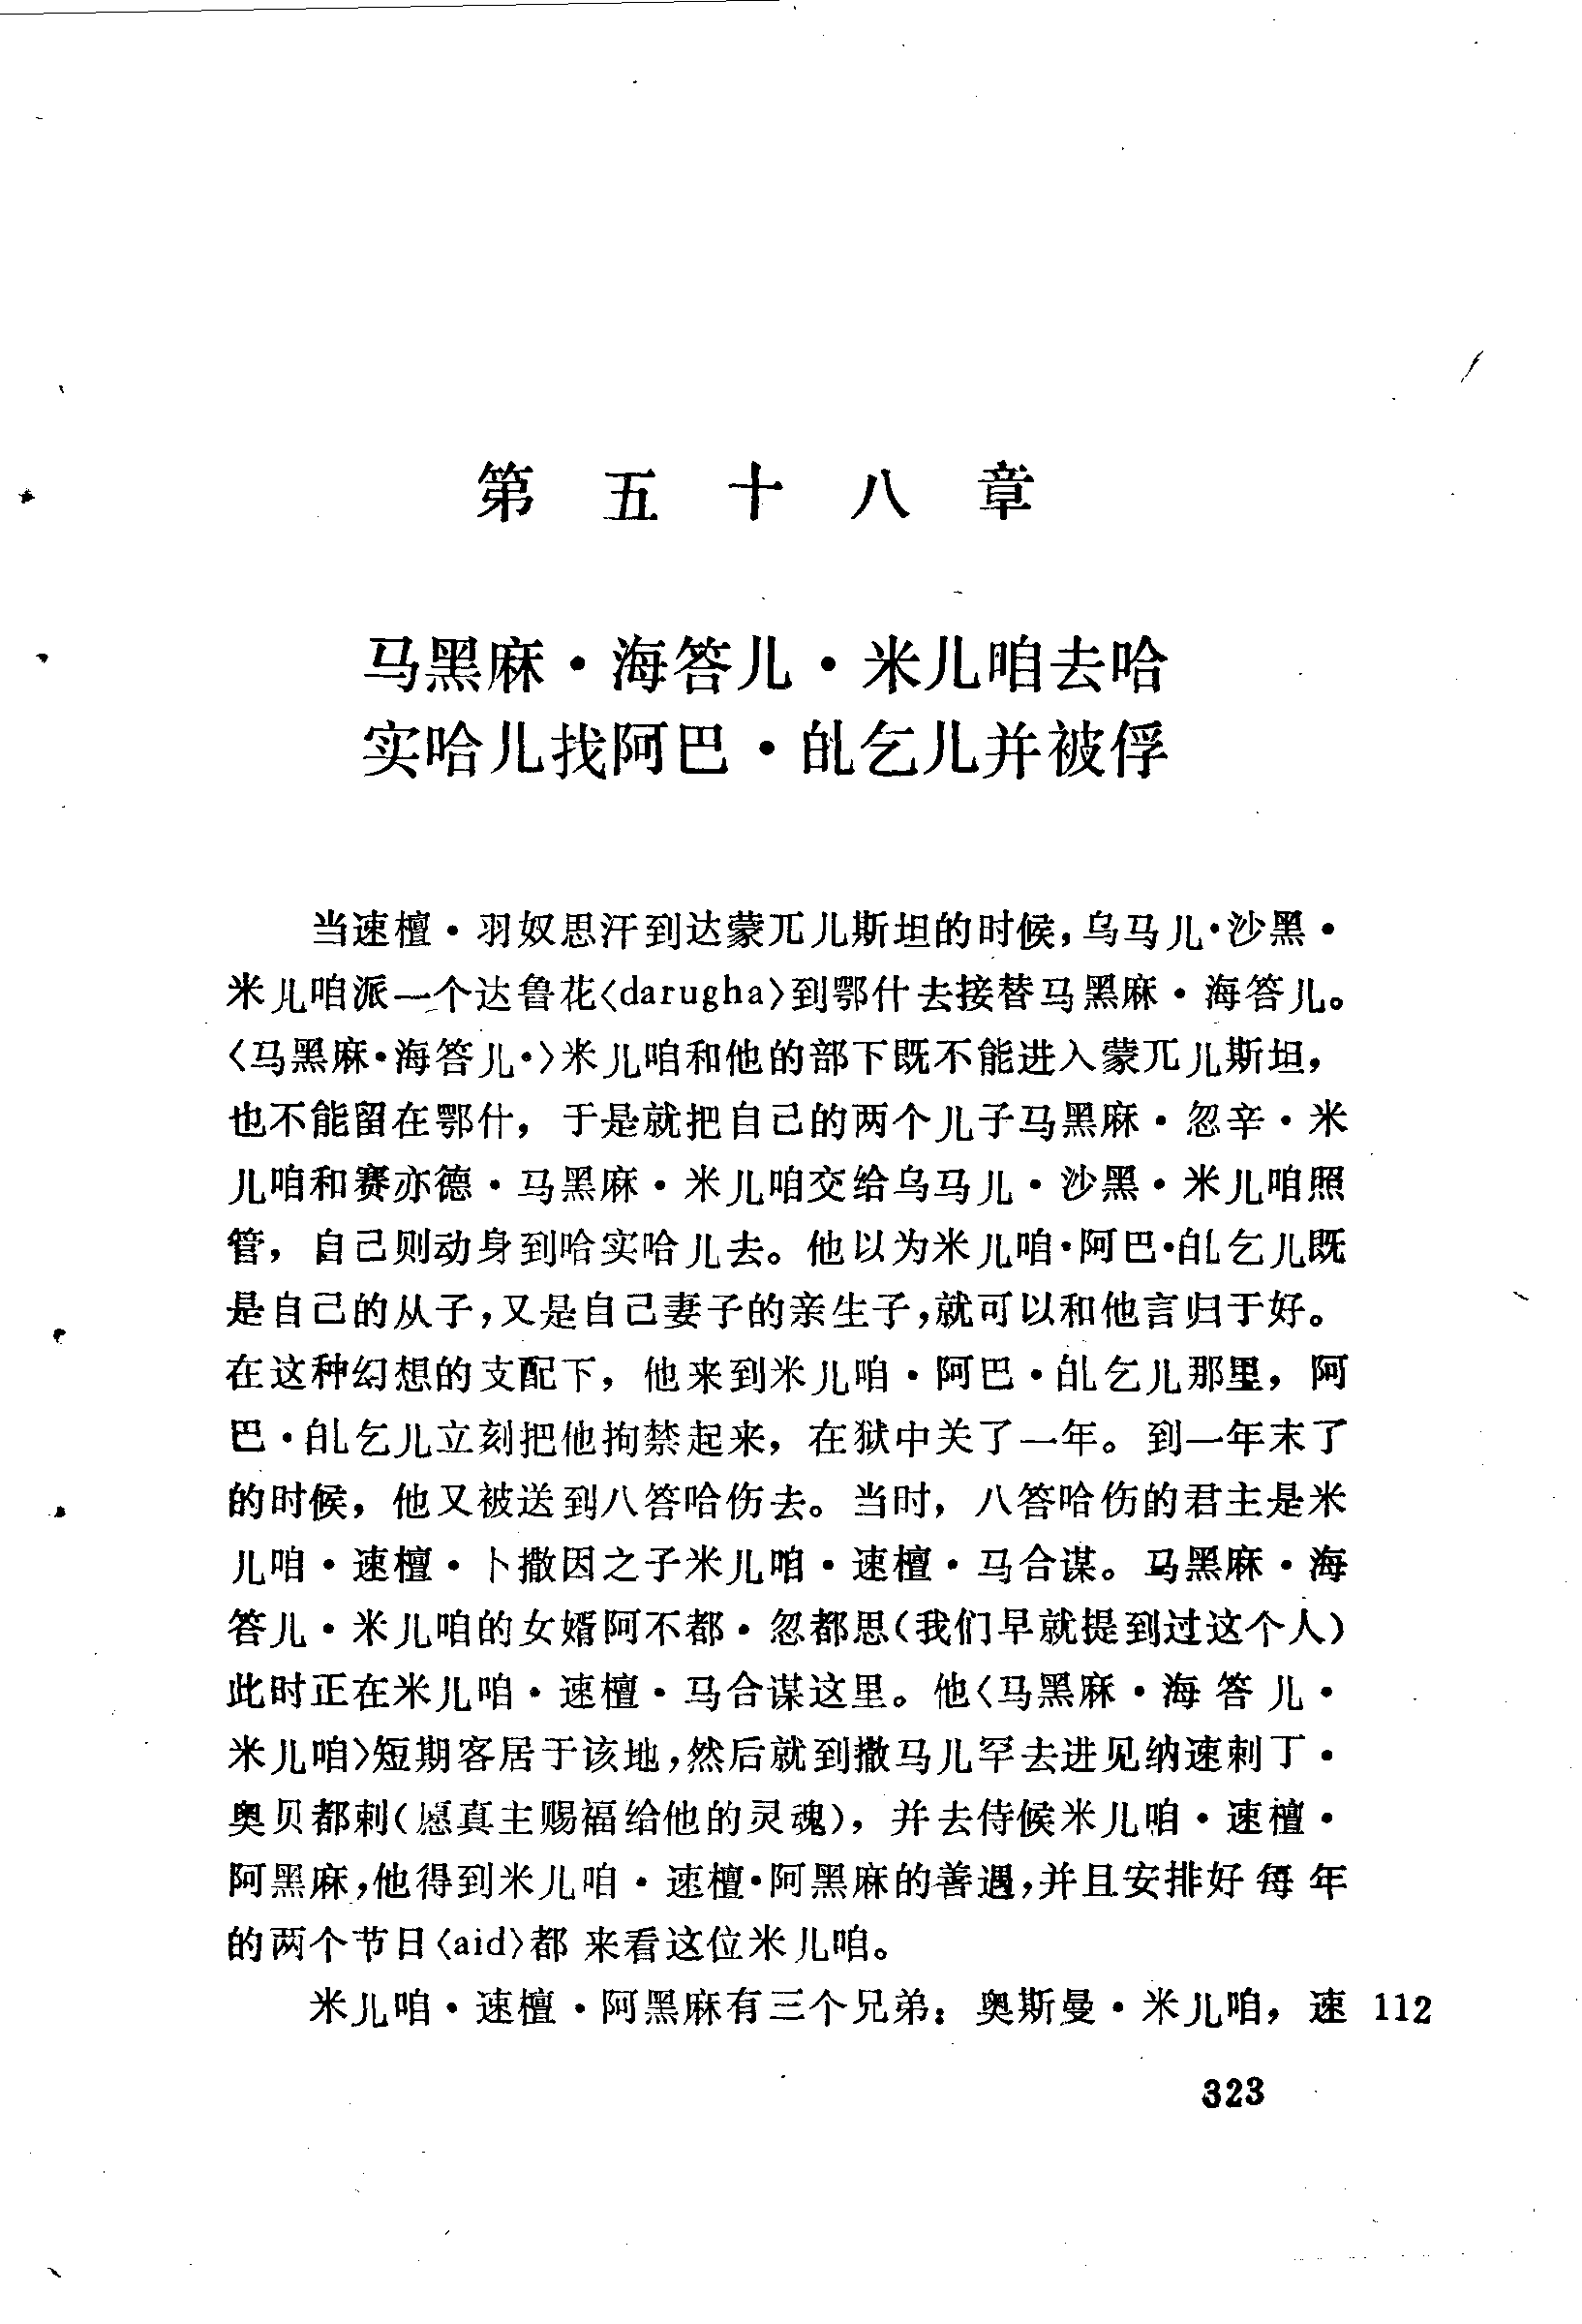 第五十八章
马黑麻·海答儿·米儿咱去哈
实哈儿找阿巴·癿乞儿并被俘
当速檀·羽奴思汗到达蒙兀儿斯坦的时候，乌马儿·沙黑·
米儿咱派一个达鲁花〈darugha〉到鄂什去接替马黑麻·海答儿。
〈马黑麻·海答儿·〉米儿咱和他的部下既不能进入蒙兀儿斯坦，
也不能留在鄂什，于是就把自己的两个儿子马黑麻·忽辛·米
儿咱和赛亦德·马黑麻·米儿咱交给乌马儿·沙黑·米儿咱照
管，自己则动身到哈实哈儿去。他以为米儿咱·阿巴·癿乞儿既
是自己的从子，又是自己妻子的亲生子，就可以和他言归于好。
在这种幻想的支配下，他来到米儿咱·阿巴·癿乞儿那里，阿
巴·癿乞儿立刻把他拘禁起来，在狱中关了一年。到一年末了
的时候，他又被送到八答哈伤去。当时，八答哈伤的君主是米
儿咱·速檀·卜撒因之子米儿咱·速檀·马合谋。马黑麻·海
答儿·米儿咱的女婿阿不都·忽都思（我们早就提到过这个人）
此时正在米儿咱·速檀·马合谋这里。他〈马黑麻·海答儿·
米儿咱〉短期客居于该地，然后就到撒马儿罕去进见纳速刺丁·
奥贝都刺（愿真主赐福给他的灵魂），并去侍候米儿咱·速檀·
阿黑麻，他得到米儿咱·速檀·阿黑麻的善遇，并且安排好每年
的两个节日〈aid〉都来看这位米儿咱。
米儿咱·速檀·阿黑麻有三个兄弟：奥斯曼·米儿咱，速 112
323